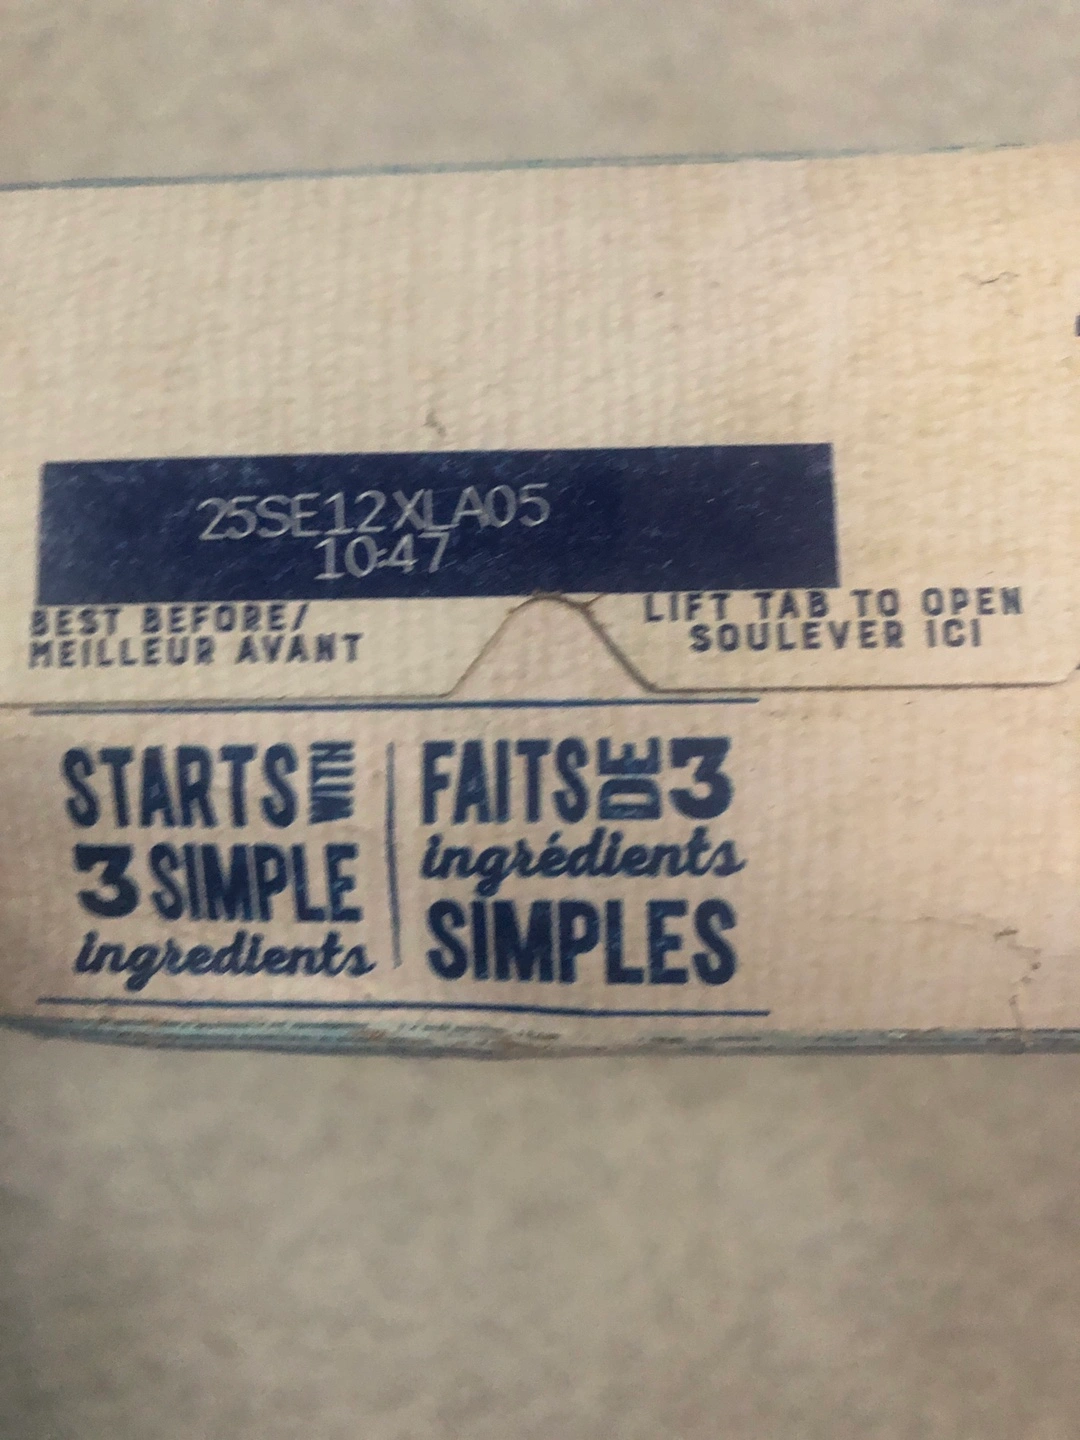 25SE12XLA05
10:47
BEST BEFORE/
MEILLEUR AVANT
LIFT TAB TO OPEN
SOULEVER ICI
STARTS WITH
3 SIMPLE
ingredients
FAITS DE 3
ingrédients
SIMPLES